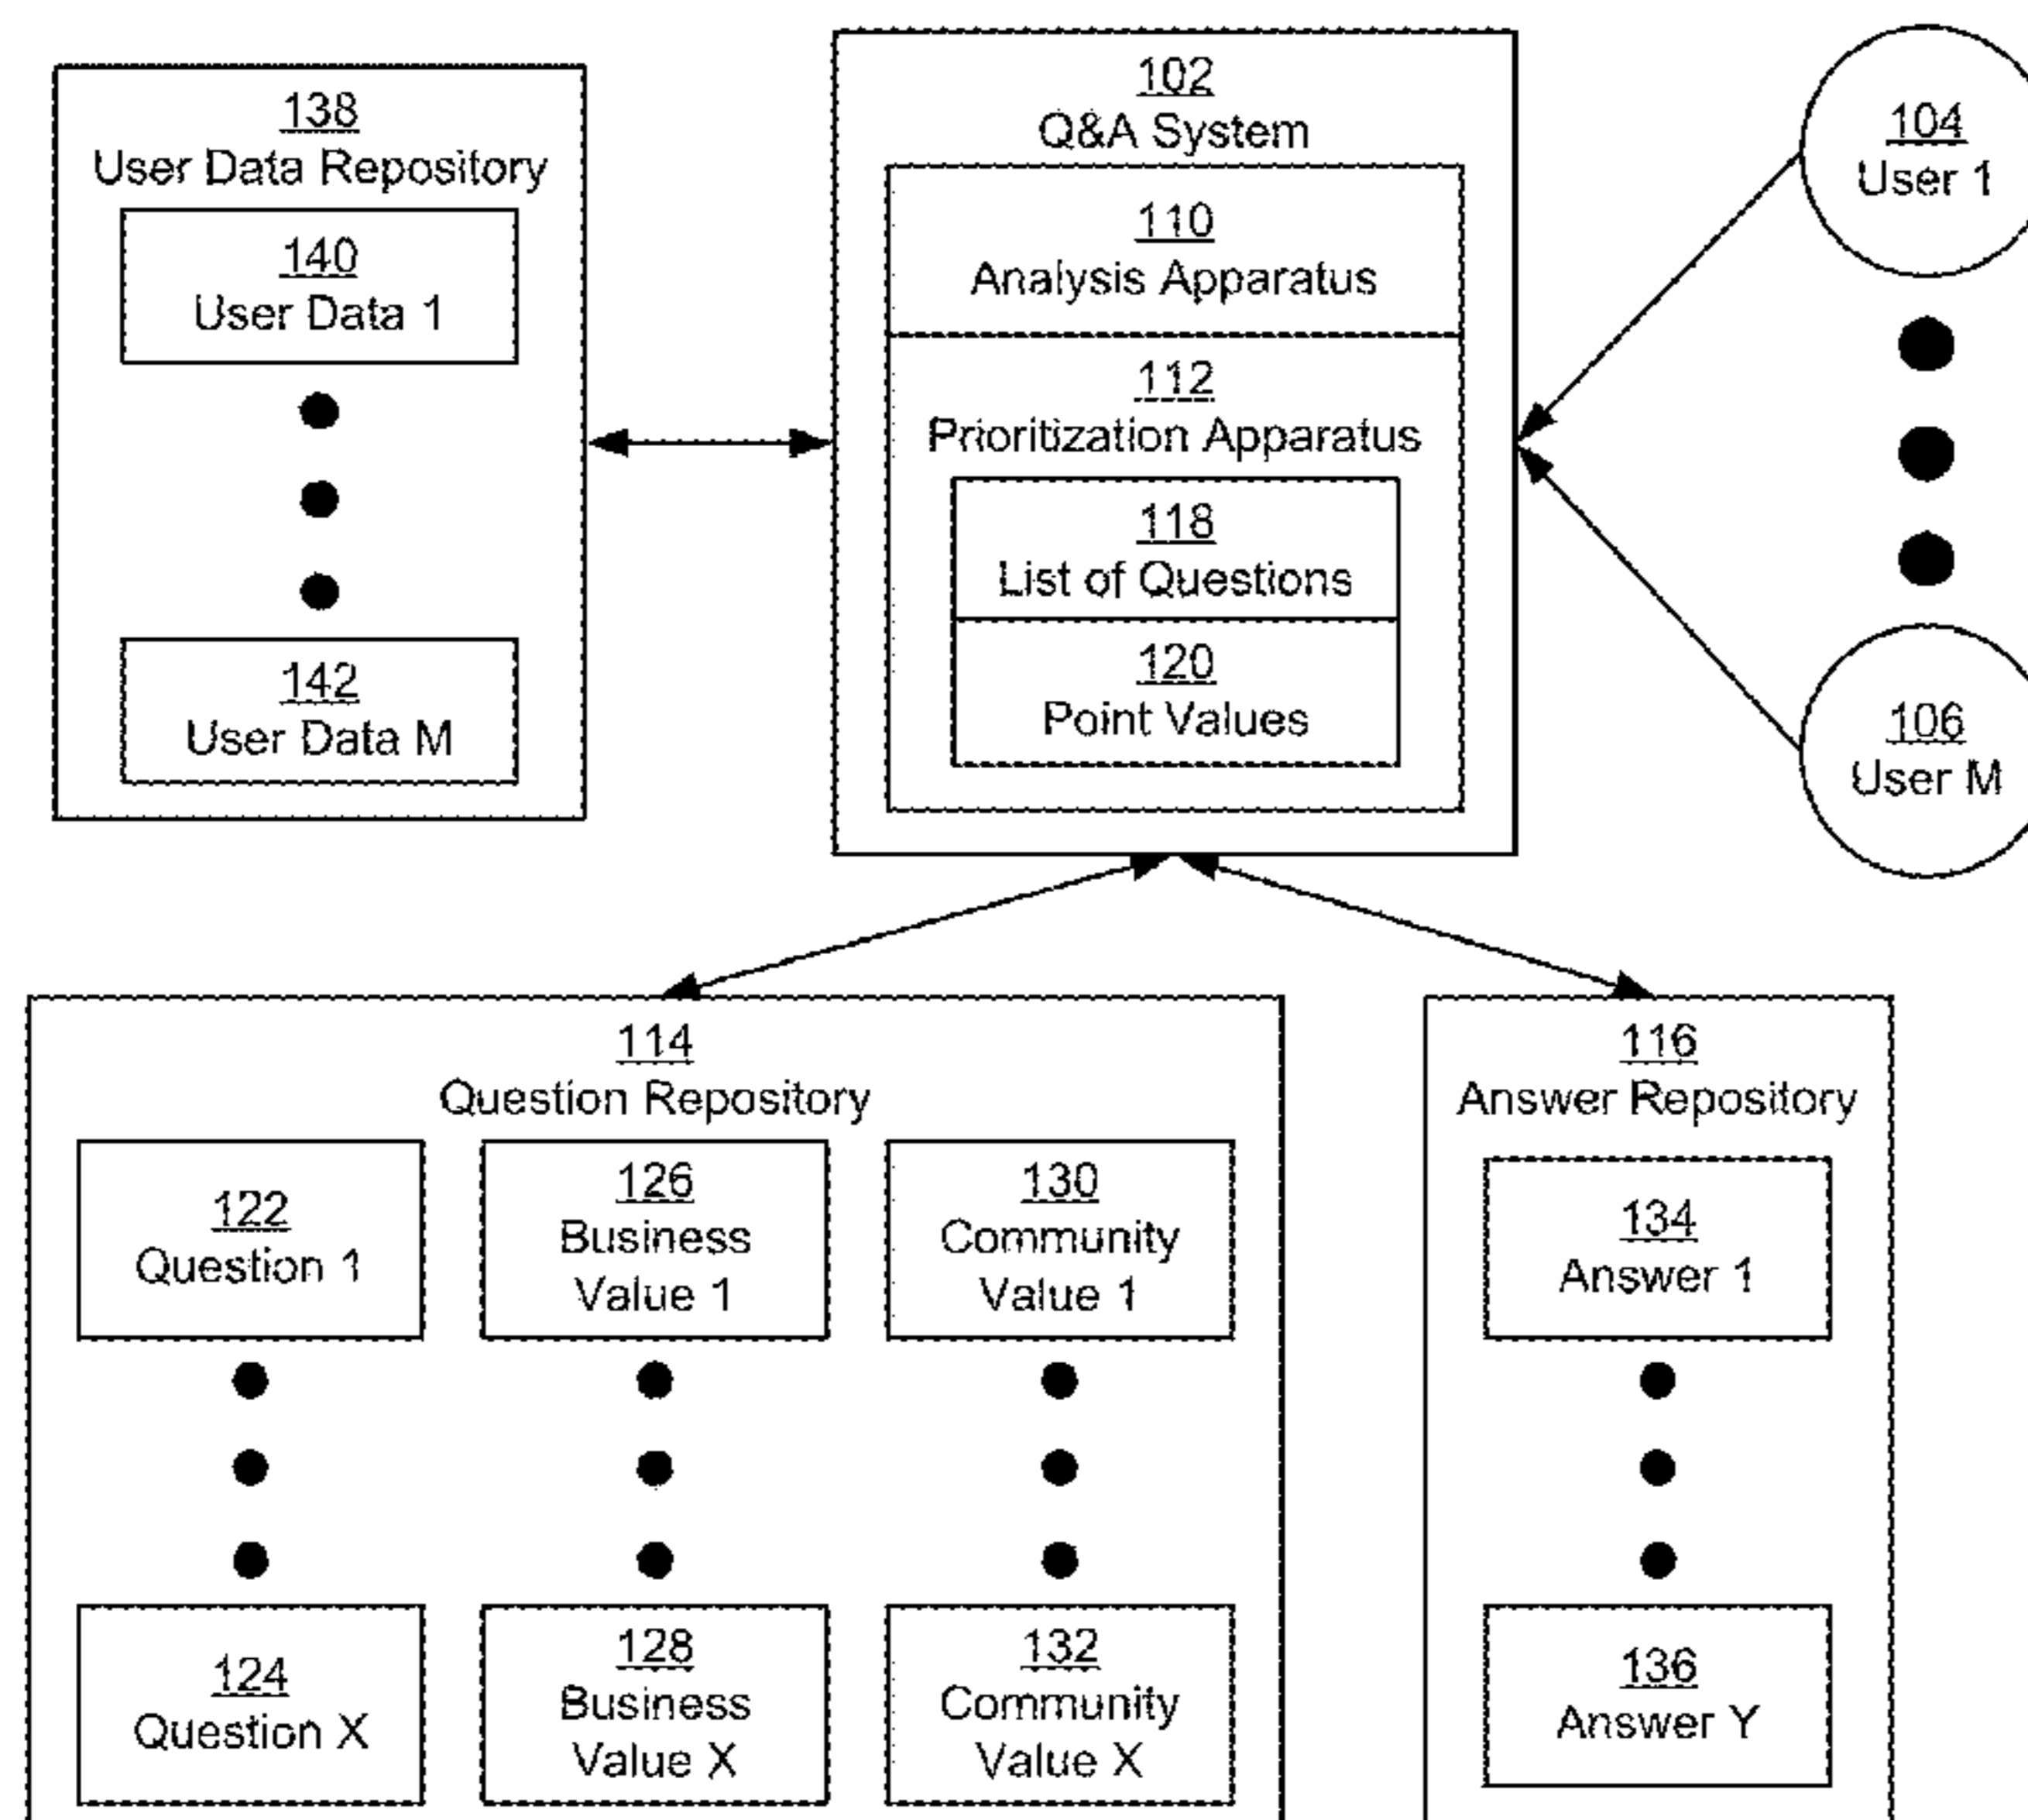 138
User Data Repository
140
User Data 1
142
User Data M
102
Q&A System
110
Analysis Apparatus
112
Prioritization Apparatus
118
List of Questions
120
Point Values
104
User 1
106
User M
114
Question Repository
122
Question 1
126
Business
Value 1
130
Community
Value 1
124
Question X
128
Business
Value X
132
Community
Value X
116
Answer Repository
134
Answer 1
136
Answer Y